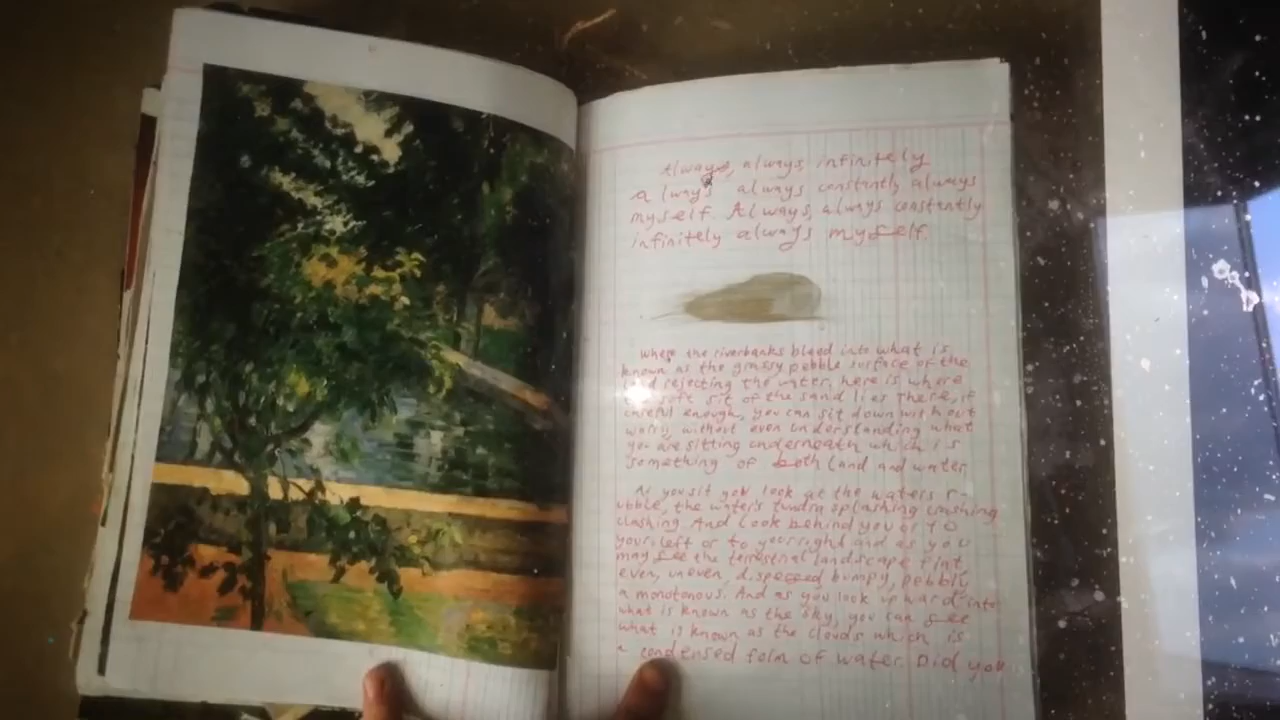 Always, always, infinitely
always always constantly always
myself. Always, always constantly
infinitely always myself.
Where the riverbanks bleed into what is
known as the grassy pebble surface of the
land rejecting the water, here is where
soft sit of the sand lies there, if
careful enough, you can sit down without
worry without even understanding what
you are sitting underneath which is
something of both land and water
As you sit you look at the waters r-
ubble, the water's tundra splashing crashing
clashing. And look behind you or to
your left or to your right and as you
may see the terrestrial landscape
even, uneven, bumpy, pebbly
a monotonous. And as you look upward into
what is known as the sky, you can see
what is known as the clouds which is
a condensed form of water. Did you